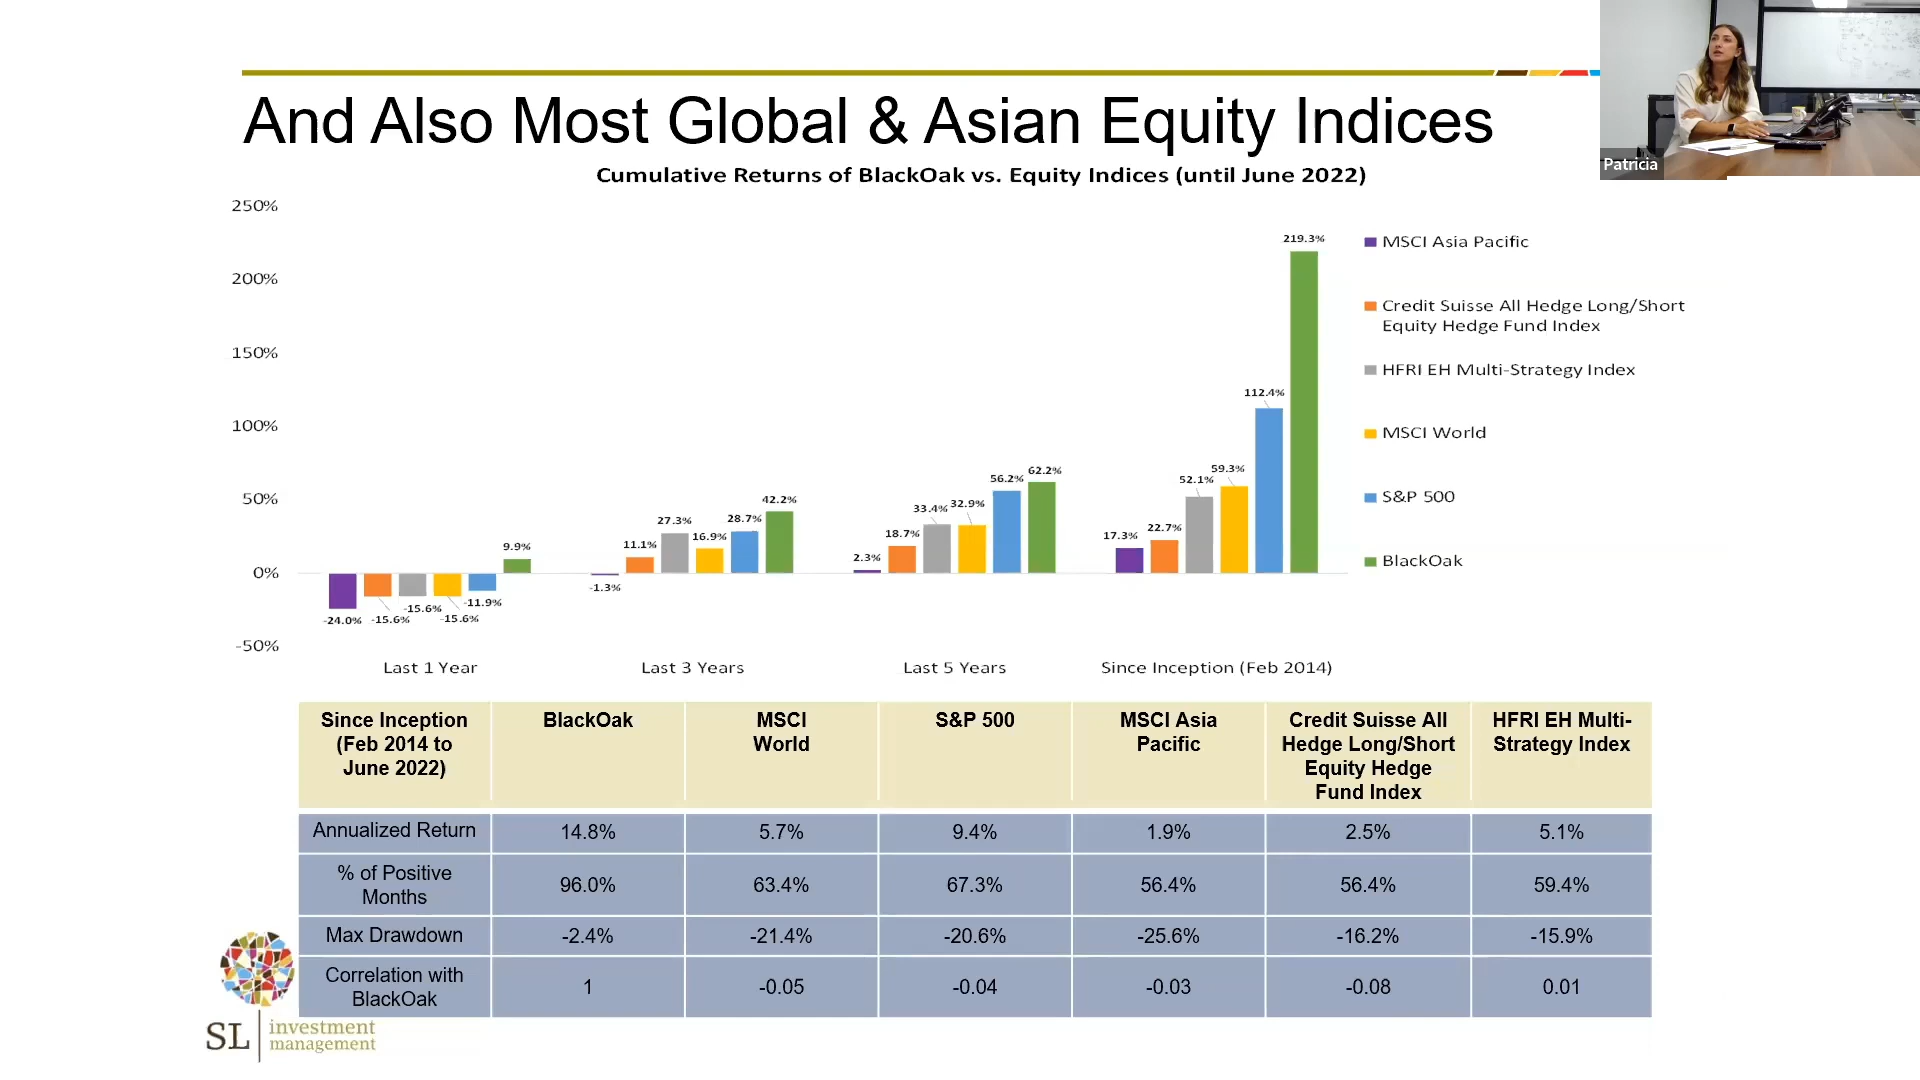 And Also Most Global & Asian Equity Indices
Patricia
Cumulative Returns of BlackOak vs. Equity Indices (until June 2022)
250%
200%
150%
100%
50%
0%
-50%
-24.0%
-15.6%
-15.6%
-15.6%
-11.9%
9.9%
-1.3%
11.1%
27.3%
16.9%
28.7%
42.2%
2.3%
18.7%
33.4%
32.9%
56.2%
62.2%
17.3%
22.7%
52.1%
59.3%
112.4%
219.3%
Last 1 Year
Last 3 Years
Last 5 Years
Since Inception (Feb 2014)
MSCI Asia Pacific
Credit Suisse All Hedge Long/Short
Equity Hedge Fund Index
HFRI EH Multi-Strategy Index
MSCI World
S&P 500
BlackOak
Since Inception
(Feb 2014 to
June 2022)
BlackOak
MSCI
World
S&P 500
MSCI Asia
Pacific
Credit Suisse All
Hedge Long/Short
Equity Hedge
Fund Index
HFRI EH Multi-
Strategy Index
Annualized Return
14.8%
5.7%
9.4%
1.9%
2.5%
5.1%
% of Positive
Months
96.0%
63.4%
67.3%
56.4%
56.4%
59.4%
Max Drawdown
-2.4%
-21.4%
-20.6%
-25.6%
-16.2%
-15.9%
Correlation with
BlackOak
1
-0.05
-0.04
-0.03
-0.08
0.01
SL
investment
management